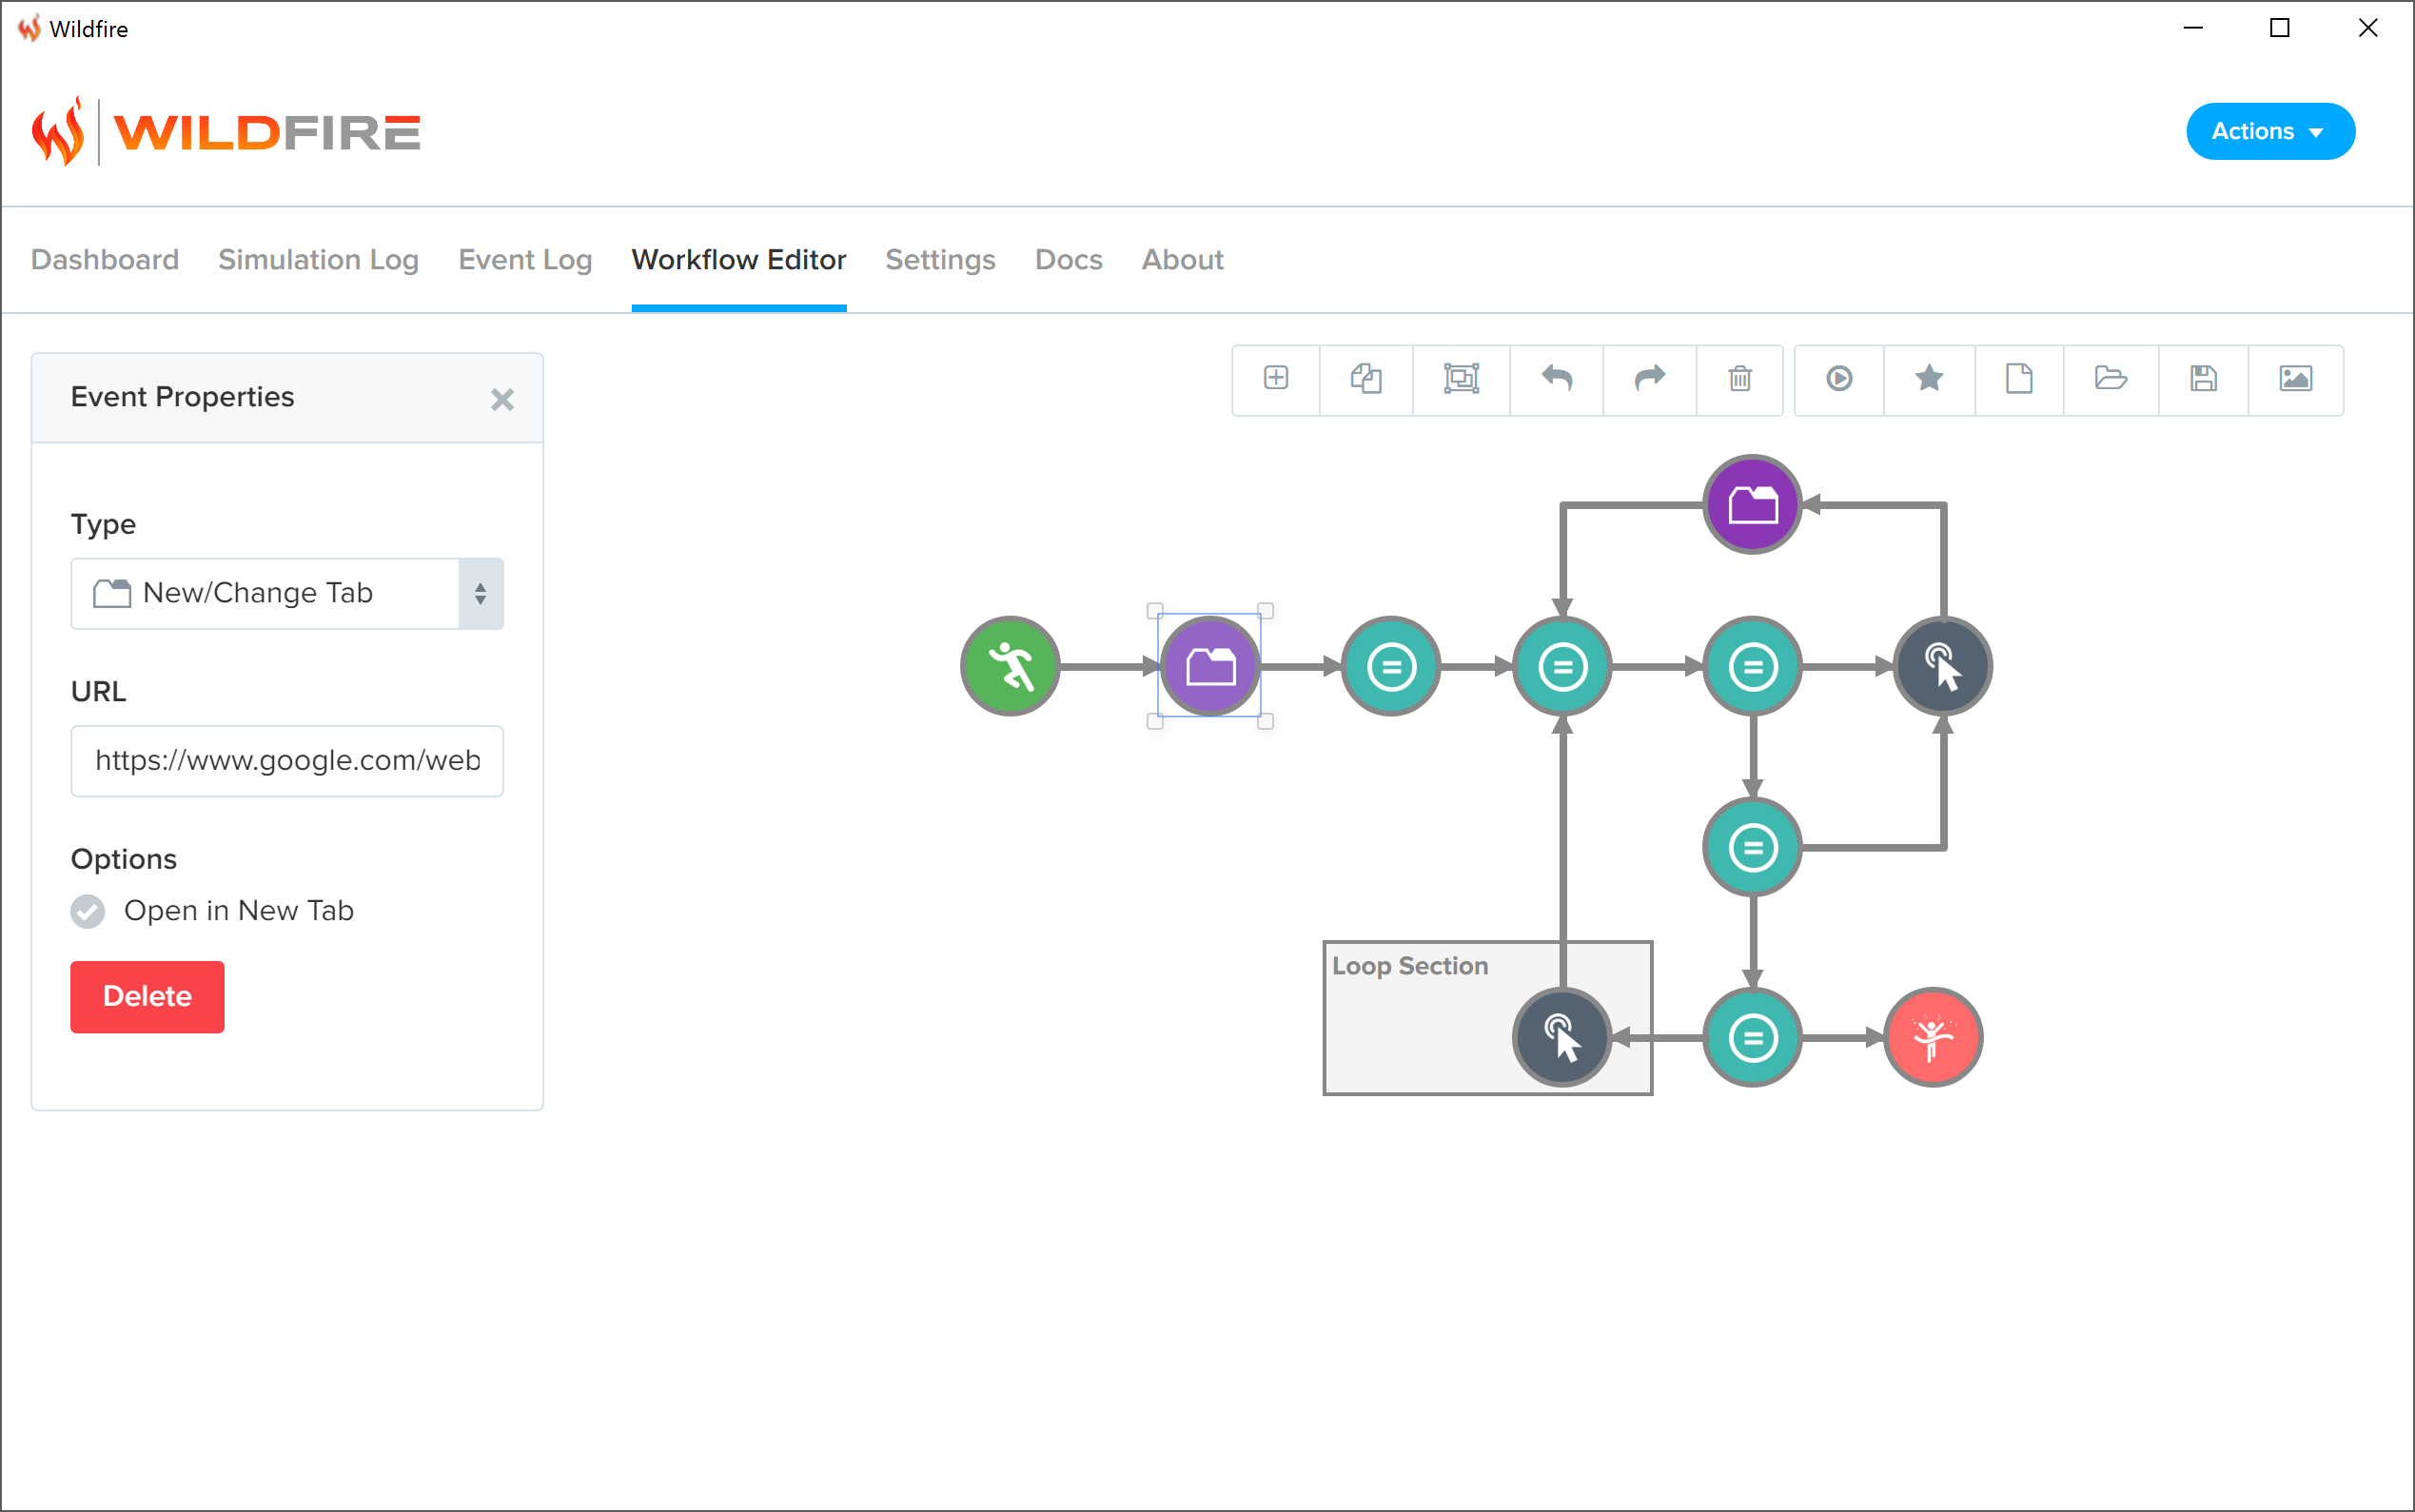 Wildfire
WILDFIRE
Actions
Dashboard Simulation Log Event Log Workflow Editor Settings Docs About
Event Properties
Type
New/Change Tab
URL
https://www.google.com/web
Options
Open in New Tab
Delete
Loop Section